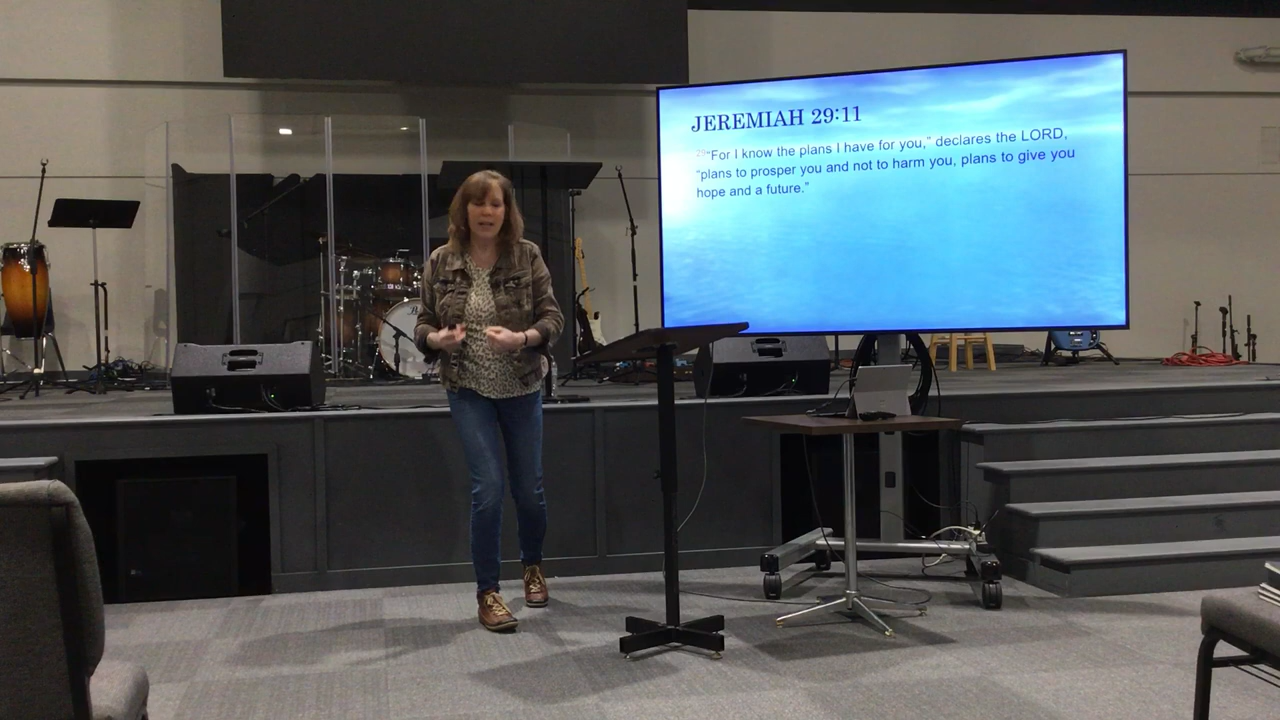 JEREMIAH 29:11
29“For I know the plans I have for you,” declares the LORD,
“plans to prosper you and not to harm you, plans to give you
hope and a future.”